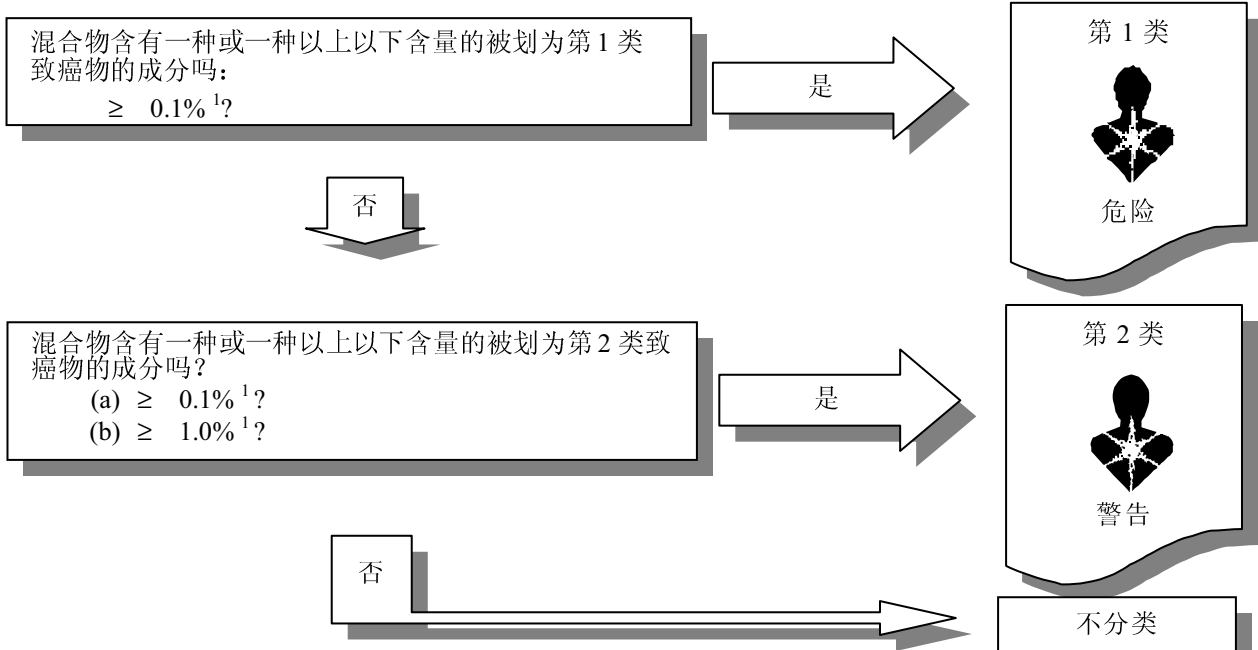 混合物含有一种或一种以上以下含量的被划为第1类
致癌物的成分吗：
≥ 0.1% ¹?
是
第1类
危险
否
混合物含有一种或一种以上以下含量的被划为第2类致
癌物的成分吗？
(a) ≥ 0.1% ¹?
(b) ≥ 1.0% ¹?
是
第2类
警告
否
不分类